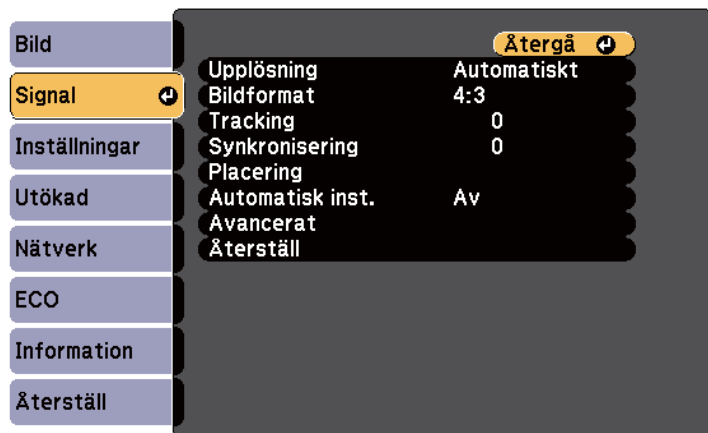 Bild
Signal
Inställningar
Utökad
Nätverk
ECO
Information
Återställ
Återgå
Upplösning Automatiskt
Bildformat 4:3
Tracking 0
Synkronisering 0
Placering
Automatisk inst. Av
Avancerat
Återställ